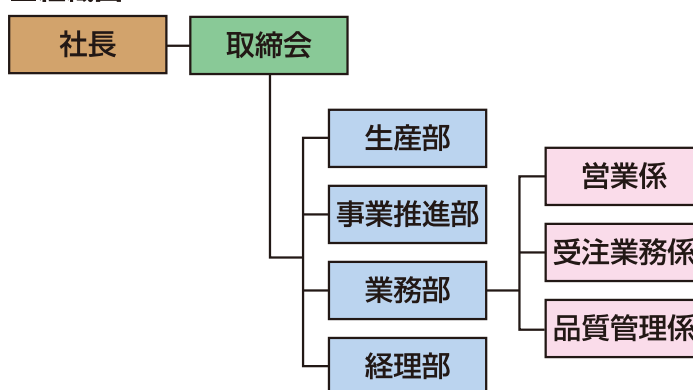 社長
取締会
生産部
事業推進部
業務部
経理部
営業係
受注業務係
品質管理係